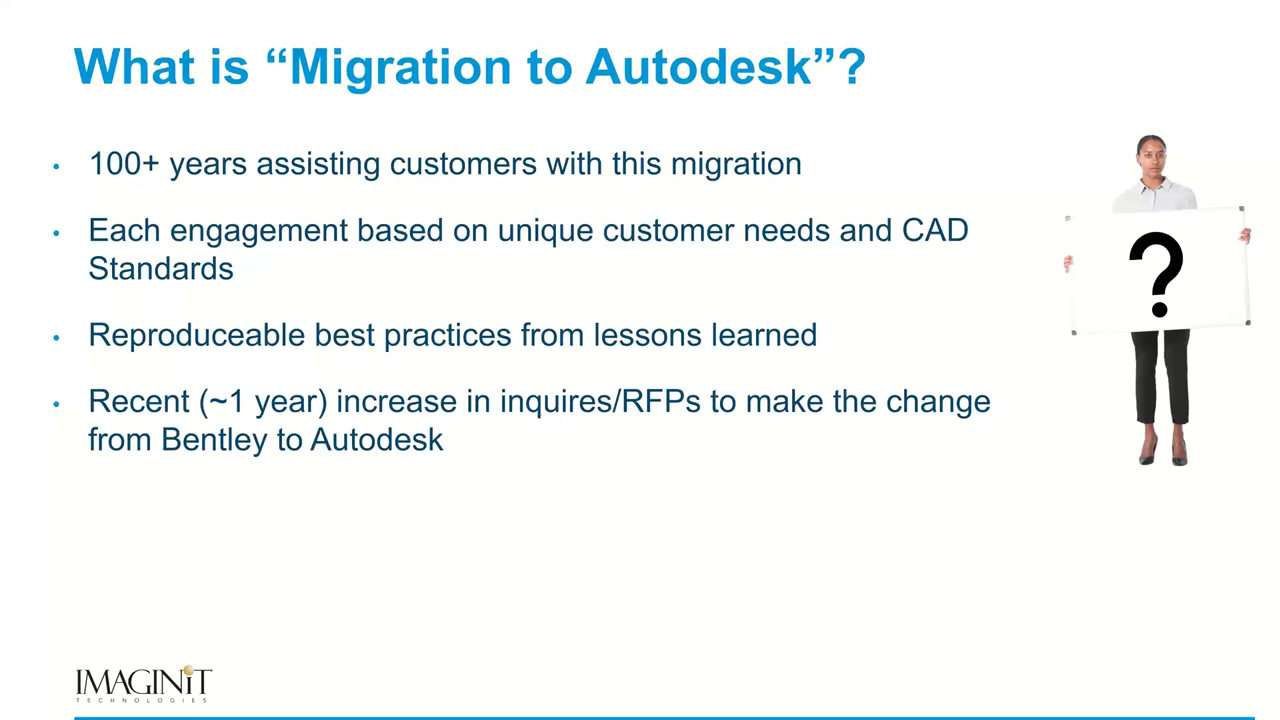 What is “Migration to Autodesk”?
• 100+ years assisting customers with this migration
• Each engagement based on unique customer needs and CAD
Standards
• Reproduceable best practices from lessons learned
• Recent (~1 year) increase in inquires/RFPs to make the change
from Bentley to Autodesk
?
IMAGINiT
TECHNOLOGIES